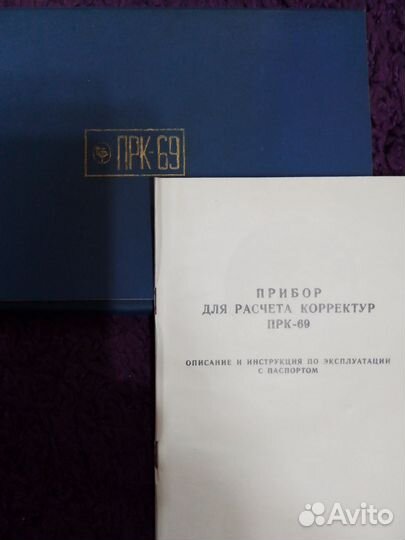 ПРК-69
ПРИБОР
ДЛЯ РАСЧЕТА КОРРЕКТУР
ПРК-69
ОПИСАНИЕ И ИНСТРУКЦИЯ ПО ЭКСПЛУАТАЦИИ
С ПАСПОРТОМ
Avito